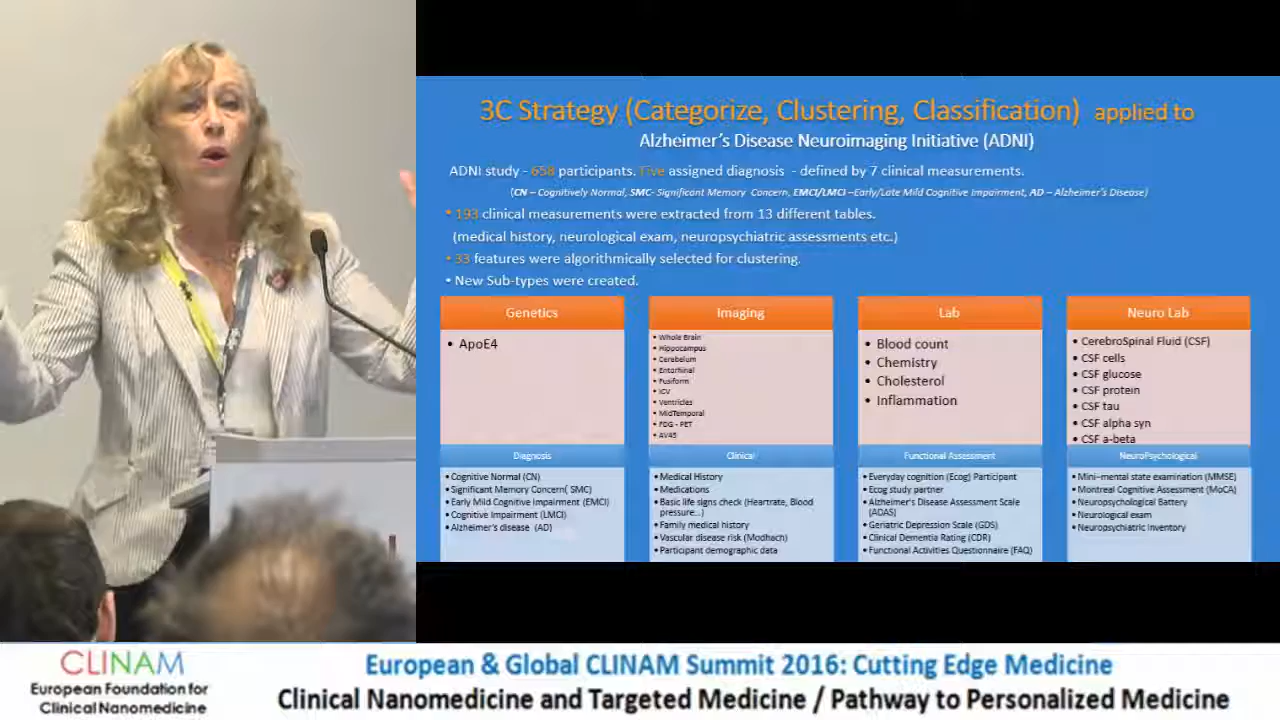 3C Strategy (Categorize, Clustering, Classification) applied to
Alzheimer's Disease Neuroimaging Initiative (ADNI)
ADNI study - 658 participants. Five assigned diagnosis - defined by 7 clinical measurements.
(CN – Cognitively Normal, SMC- Significant Memory Concern, EMCI/LMCI –Early/Late Mild Cognitive Impairment, AD – Alzheimer's Disease)
• 193 clinical measurements were extracted from 13 different tables.
(medical history, neurological exam, neuropsychiatric assessments etc.)
• 33 features were algorithmically selected for clustering.
• New Sub-types were created.
Genetics
• ApoE4
Imaging
• Whole Brain
• Hippocampus
• Cerebelum
• Entorhinal
• Fusiform
• ICV
• Ventricles
• MidTemporal
• FDG - PET
• AV45
Lab
• Blood count
• Chemistry
• Cholesterol
• Inflammation
Neuro Lab
• CerebroSpinal Fluid (CSF)
• CSF cells
• CSF glucose
• CSF protein
• CSF tau
• CSF alpha syn
• CSF a-beta
Diagnosis
• Cognitive Normal (CN)
• Significant Memory Concern( SMC)
• Early Mild Cognitive Impairment (EMCI)
• Cognitive Impairment (LMCI)
• Alzheimer's disease (AD)
Clinical
• Medical History
• Medications
• Basic life signs check (Heartrate, Blood
pressure...)
• Family medical history
• Vascular disease risk (Modhach)
• Participant demographic data
Functional Assessment
• Everyday cognition (Ecog) Participant
• Ecog study partner
• Alzheimer's Disease Assessment Scale
(ADAS)
• Geriatric Depression Scale (GDS)
• Clinical Dementia Rating (CDR)
• Functional Activities Questionnaire (FAQ)
NeuroPsychological
• Mini–mental state examination (MMSE)
• Montreal Cognitive Assessment (MoCA)
• Neuropsychological Battery
• Neurological exam
• Neuropsychiatric Inventory
CLINAM
European Foundation for
Clinical Nanomedicine
European & Global CLINAM Summit 2016: Cutting Edge Medicine
Clinical Nanomedicine and Targeted Medicine / Pathway to Personalized Medicine